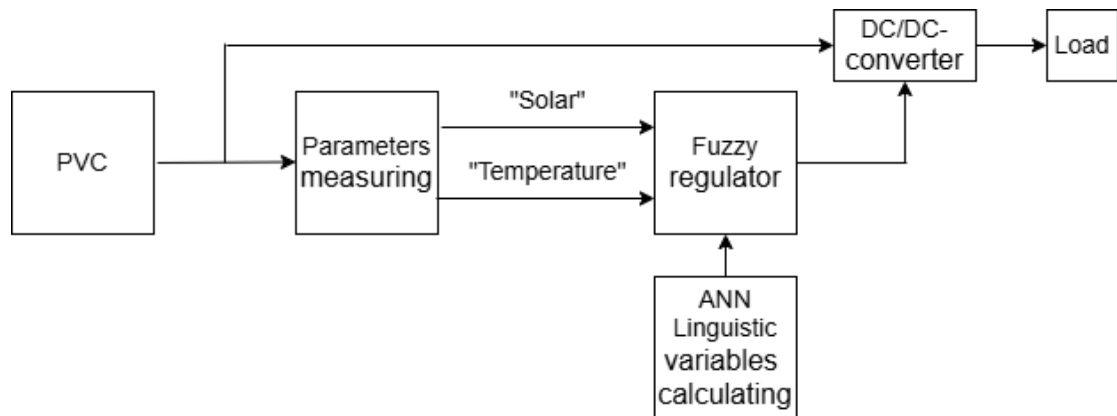 DC/DC-
converter
Load
"Solar"
PVC
Parameters
measuring
"Temperature"
Fuzzy
regulator
ANN
Linguistic
variables
calculating